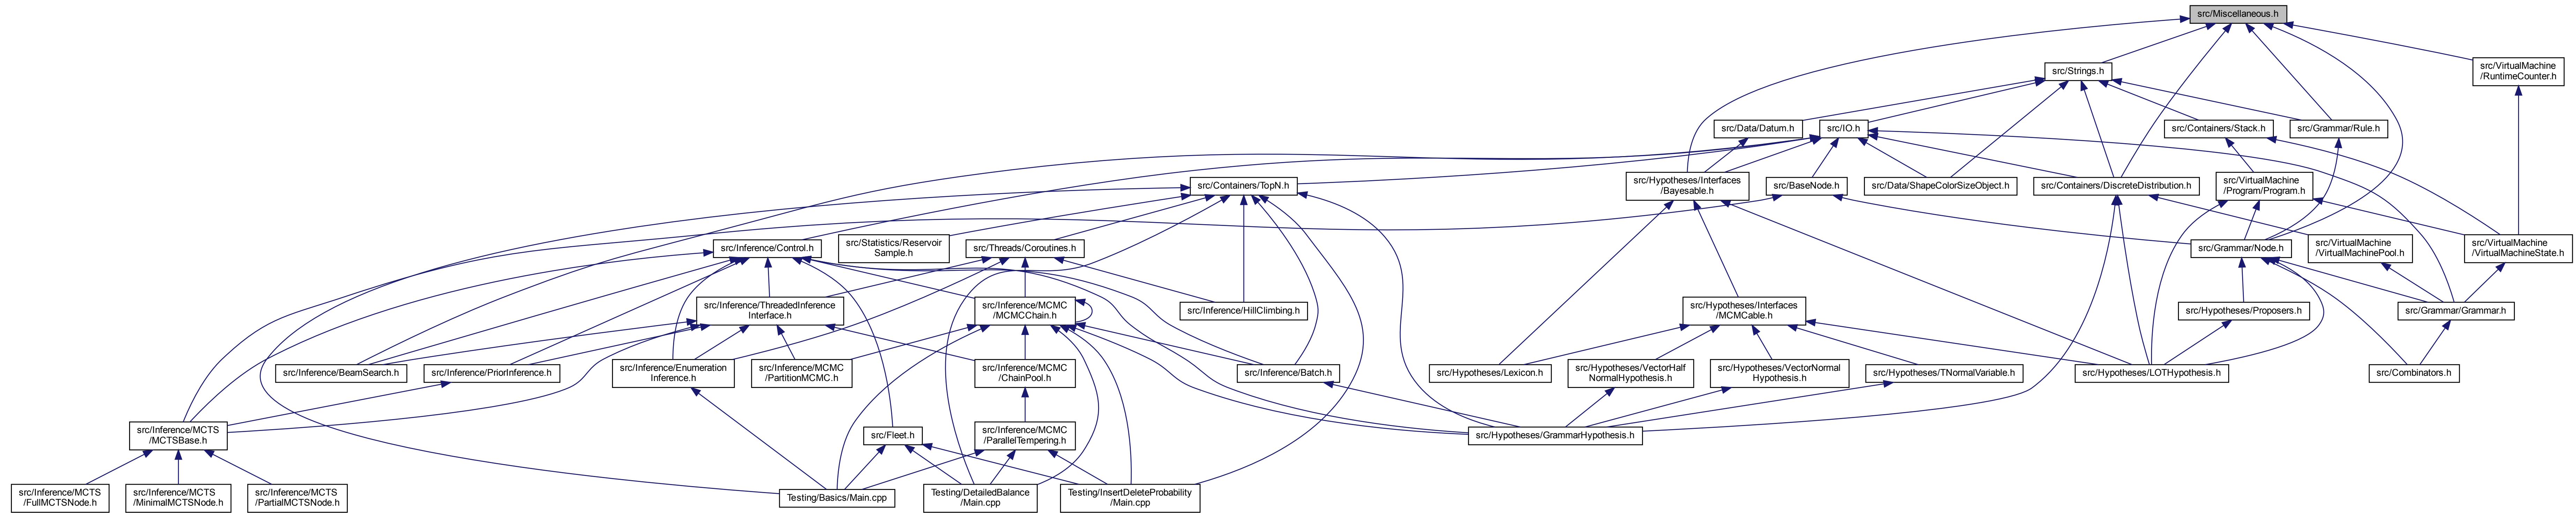 src/Miscellaneous.h
src/Strings.h
src/VirtualMachine
/RuntimeCounter.h
src/Data/Datum.h
src/IO.h
src/Containers/Stack.h
src/Grammar/Rule.h
src/Containers/TopN.h
src/Hypotheses/Interfaces
/Bayesable.h
src/BaseNode.h
src/Data/ShapeColorSizeObject.h
src/Containers/DiscreteDistribution.h
src/VirtualMachine
/Program/Program.h
src/Inference/Control.h
src/Statistics/Reservoir
Sample.h
src/Threads/Coroutines.h
src/Grammar/Node.h
src/VirtualMachine
/VirtualMachinePool.h
src/VirtualMachine
/VirtualMachineState.h
src/Inference/ThreadedInference
Interface.h
src/Inference/MCMC
/MCMCChain.h
src/Inference/HillClimbing.h
src/Hypotheses/Interfaces
/MCMCable.h
src/Hypotheses/Proposers.h
src/Grammar/Grammar.h
src/Inference/BeamSearch.h
src/Inference/PriorInference.h
src/Inference/Enumeration
Inference.h
src/Inference/MCMC
/PartitionMCMC.h
src/Inference/MCMC
/ChainPool.h
src/Inference/Batch.h
src/Hypotheses/Lexicon.h
src/Hypotheses/VectorHalf
NormalHypothesis.h
src/Hypotheses/VectorNormal
Hypothesis.h
src/Hypotheses/TNormalVariable.h
src/Hypotheses/LOTHypothesis.h
src/Combinators.h
src/Inference/MCTS
/MCTSBase.h
src/Fleet.h
src/Inference/MCMC
/ParallelTempering.h
src/Hypotheses/GrammarHypothesis.h
src/Inference/MCTS
/FullMCTSNode.h
src/Inference/MCTS
/MinimalMCTSNode.h
src/Inference/MCTS
/PartialMCTSNode.h
Testing/Basics/Main.cpp
Testing/DetailedBalance
/Main.cpp
Testing/InsertDeleteProbability
/Main.cpp